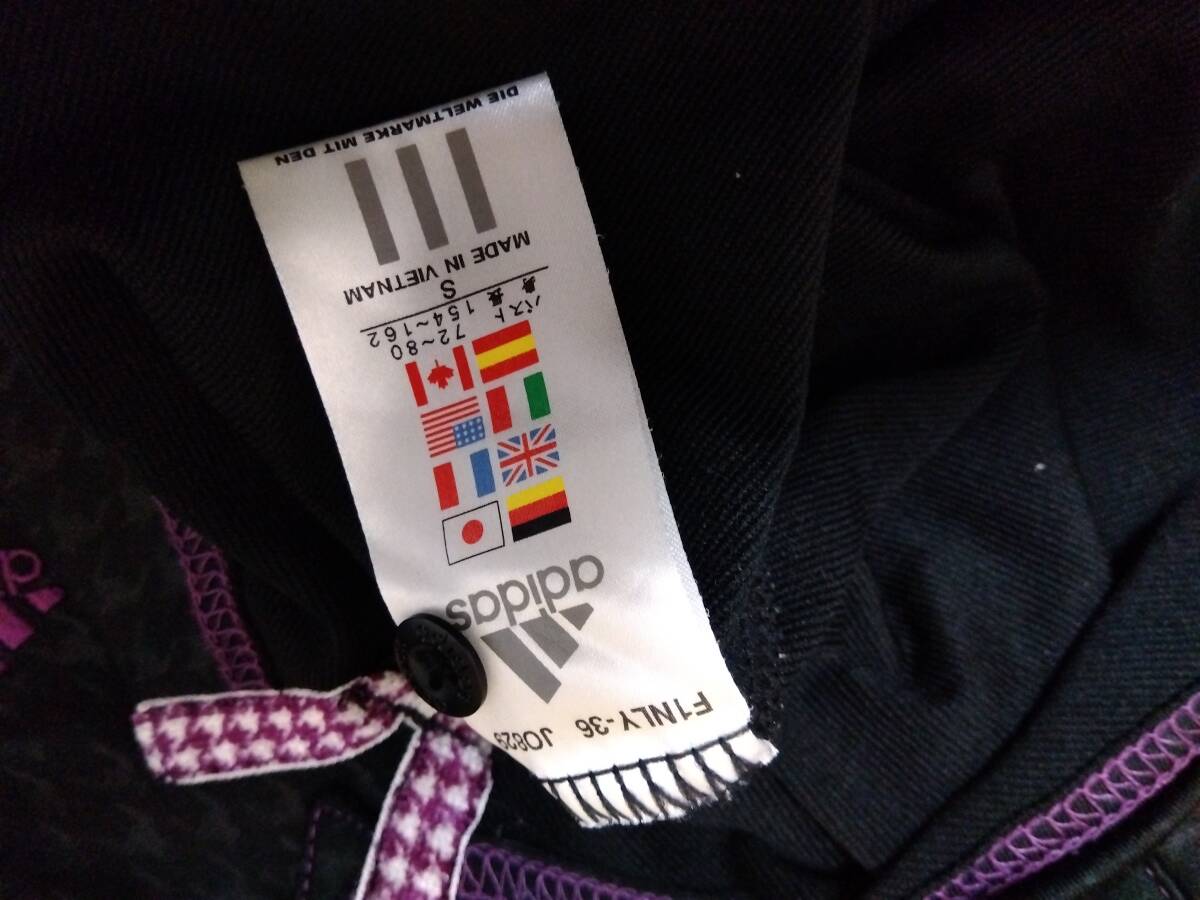 F1NLY-36 JO829
adidas
バスト 72~80
身長 154~162
S
MADE IN VIETNAM
DIE WELTMARKE MIT DEN